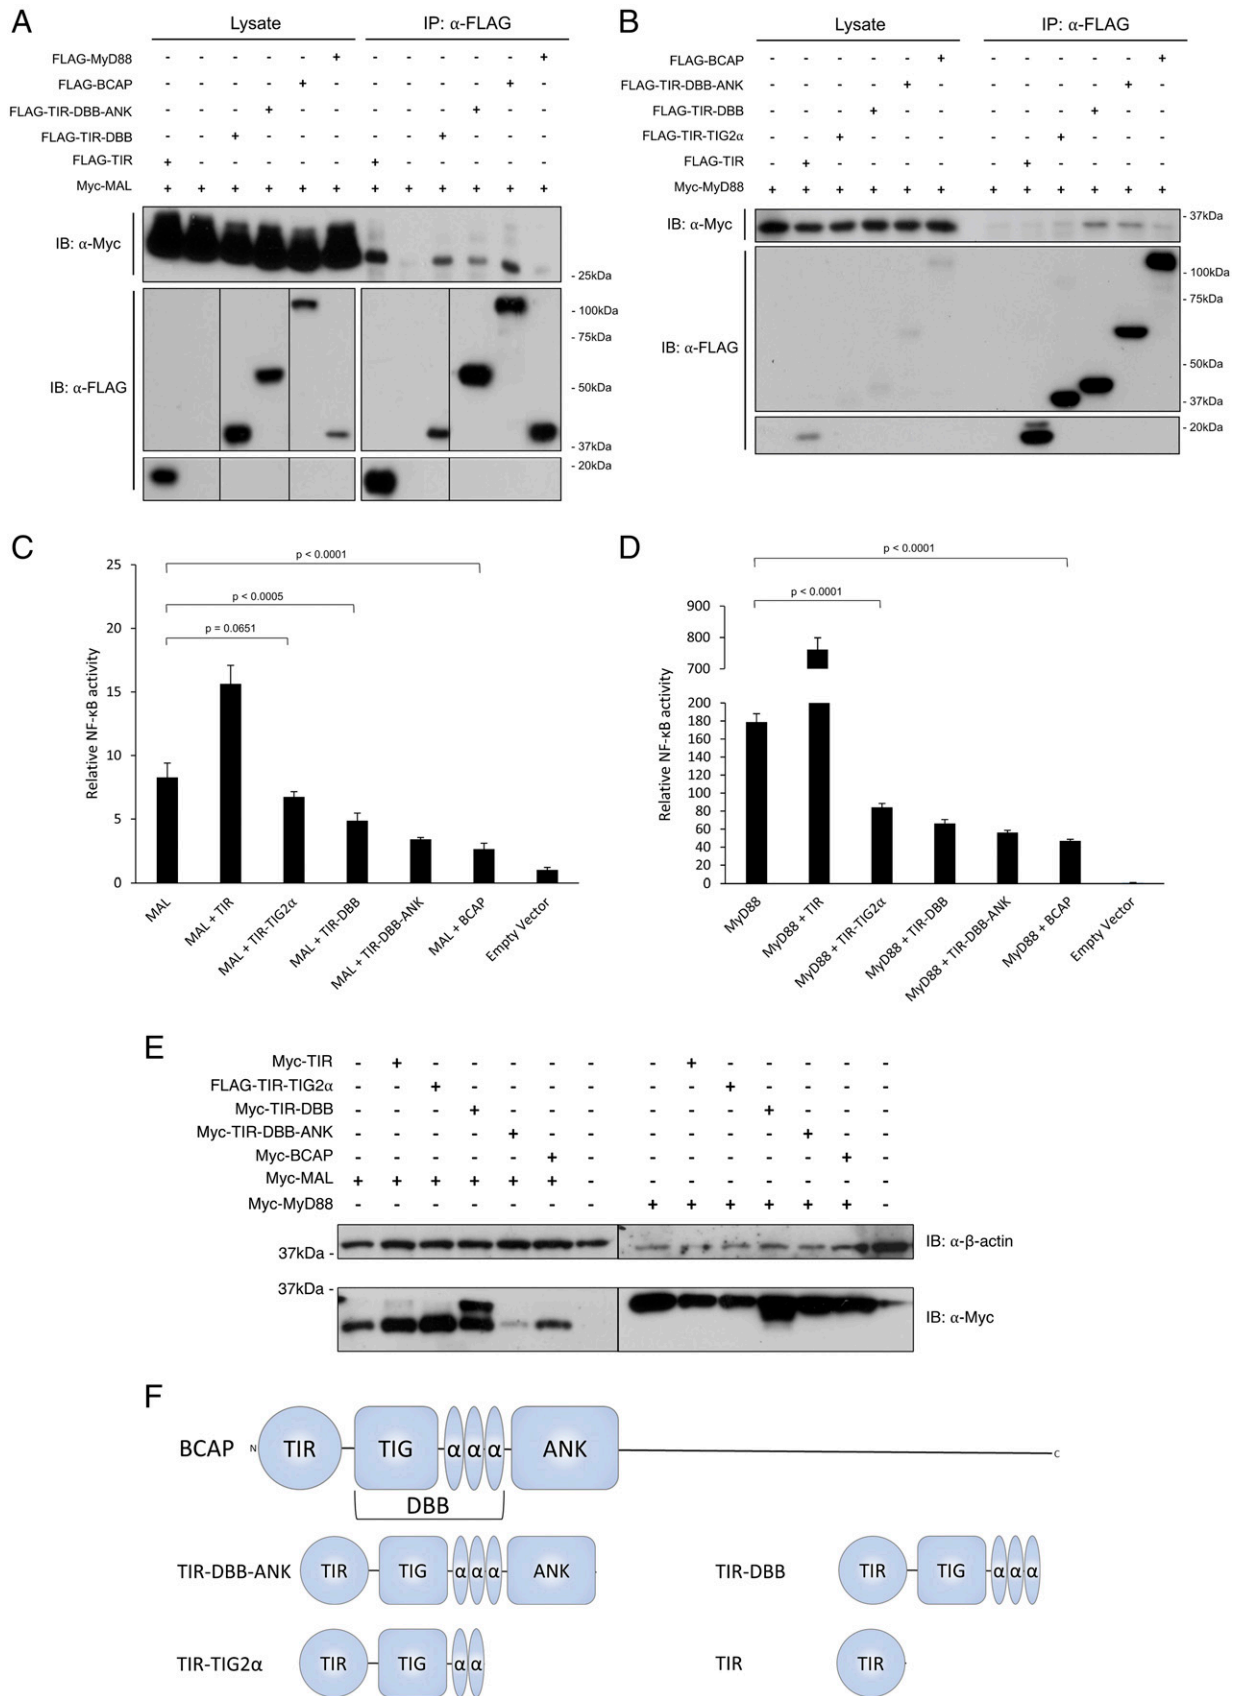 A
Lysate IP: α-FLAG
FLAG-MyD88 - - - - - + - - - - - +
FLAG-BCAP - - - - + - - - - - + -
FLAG-TIR-DBB-ANK - - - + - - - - - + - -
FLAG-TIR-DBB - - + - - - - - + - - -
FLAG-TIR + - - - - - + - - - - -
Myc-MAL + + + + + + + + + + + +
IB: α-Myc
- 25kDa
- 100kDa
- 75kDa
IB: α-FLAG
- 50kDa
- 37kDa
- 20kDa
B
Lysate IP: α-FLAG
FLAG-BCAP - - - - - + - - - - - +
FLAG-TIR-DBB-ANK - - - - + - - - - - + -
FLAG-TIR-DBB - - - + - - - - - + - -
FLAG-TIR-TIG2α - - + - - - - - + - - -
FLAG-TIR - + - - - - - + - - - -
Myc-MyD88 + + + + + + + + + + + +
IB: α-Myc
- 37kDa
- 100kDa
- 75kDa
IB: α-FLAG
- 50kDa
- 37kDa
- 20kDa
C
Relative NF-κB activity
25
20
15
10
5
0
p < 0.0001
p < 0.0005
p = 0.0651
MAL
MAL + TIR
MAL + TIR-TIG2α
MAL + TIR-DBB
MAL + TIR-DBB-ANK
MAL + BCAP
Empty Vector
D
Relative NF-κB activity
900
800
700
200
180
160
140
120
100
80
60
40
20
0
p < 0.0001
p < 0.0001
MyD88
MyD88 + TIR
MyD88 + TIR-TIG2α
MyD88 + TIR-DBB
MyD88 + TIR-DBB-ANK
MyD88 + BCAP
Empty Vector
E
Myc-TIR - + - - - - - - + - - - - -
FLAG-TIR-TIG2α - - + - - - - - - + - - - -
Myc-TIR-DBB - - - + - - - - - - + - - -
Myc-TIR-DBB-ANK - - - - + - - - - - - + - -
Myc-BCAP - - - - - + - - - - - - + -
Myc-MAL + + + + + + - - - - - - - -
Myc-MyD88 - - - - - - - + + + + + + -
37kDa -
IB: α-β-actin
37kDa -
IB: α-Myc
F
BCAP N TIR TIG α α α ANK C
DBB
TIR-DBB-ANK TIR TIG α α α ANK
TIR-DBB TIR TIG α α α
TIR-TIG2α TIR TIG α α
TIR TIR